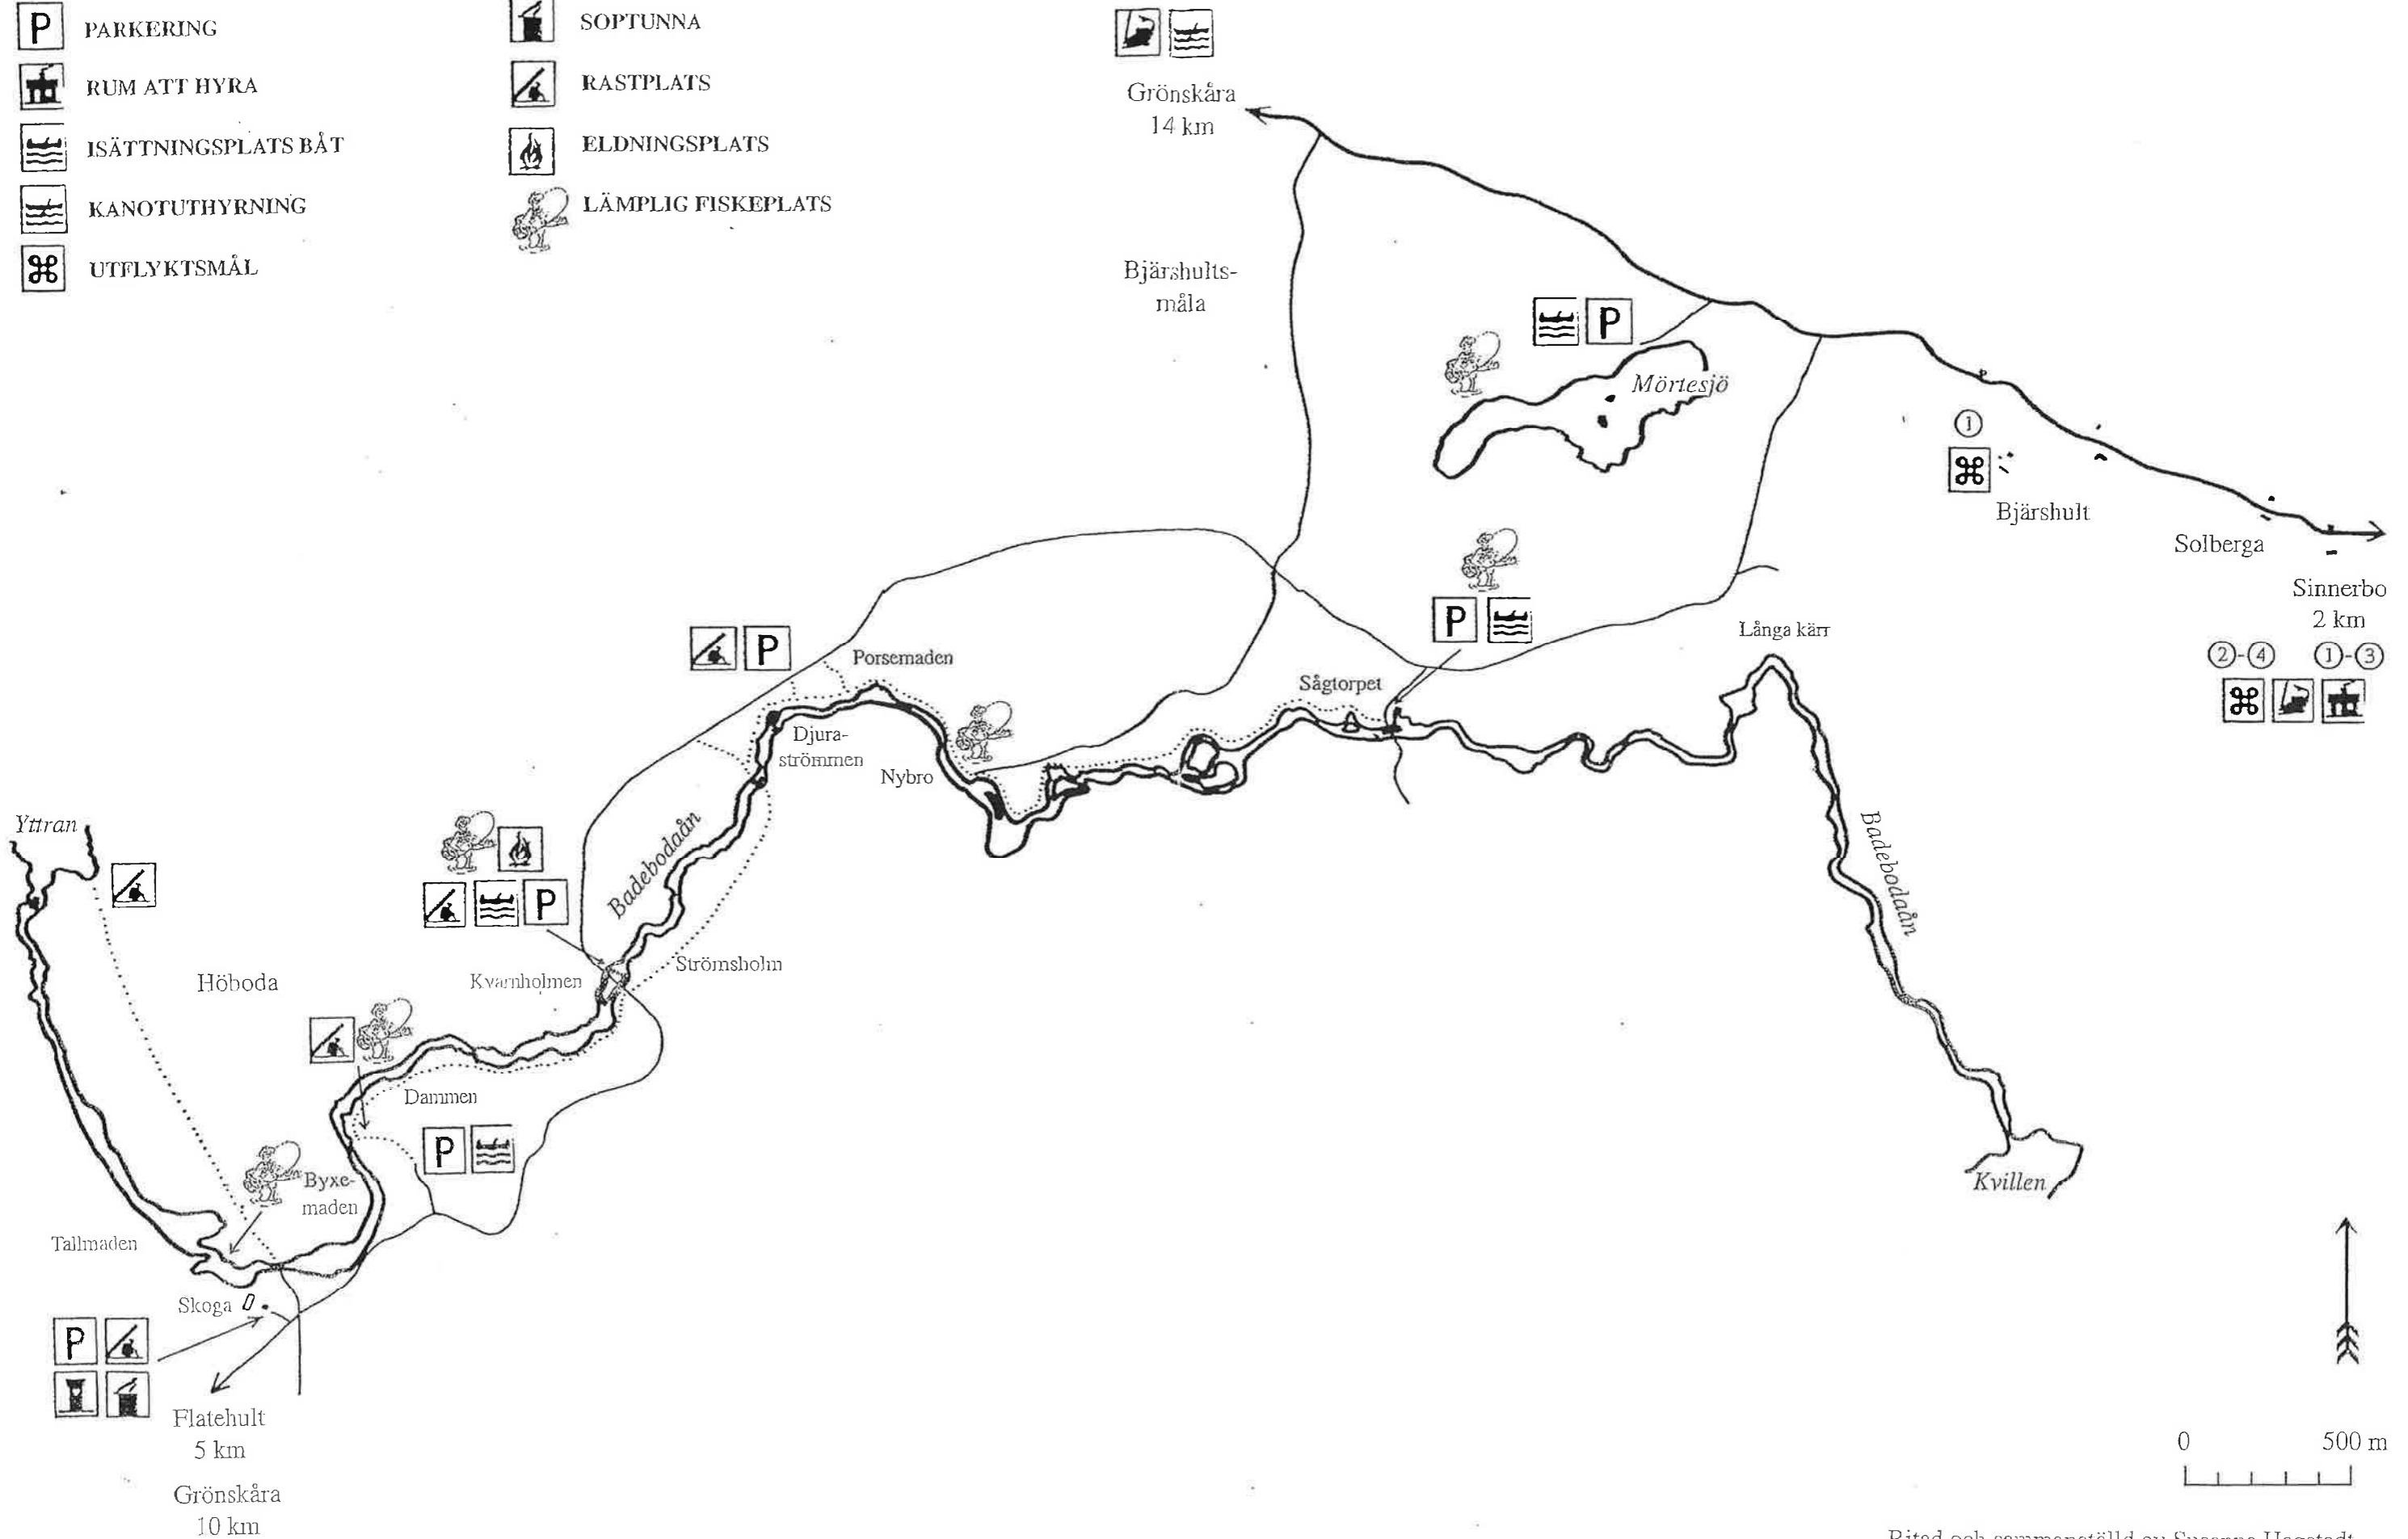 P PARKERING
RUM ATT HYRA
ISÄTTNINGSPLATS BÅT
KANOTUTHYRNING
UTFLYKTSMÅL
SOPTUNNA
RASTPLATS
ELDNINGSPLATS
LÄMPLIG FISKEPLATS
Grönskåra
14 km
Bjärshults-
måla
P
Mörtesjö
①
Bjärshult
Solberga
Sinnerbo
2 km
②-④ ①-③
P
Långa kärr
Sågtorpet
P
Porsemaden
Djura-
strömmen
Nybro
Badebodaån
Badebodaån
Kvillen
Yttran
P
Strömsholm
Kvarnholmen
Höboda
Dammen
P
Byxe-
maden
Tallmaden
Skoga
P
Flatehult
5 km
Grönskåra
10 km
0 500 m